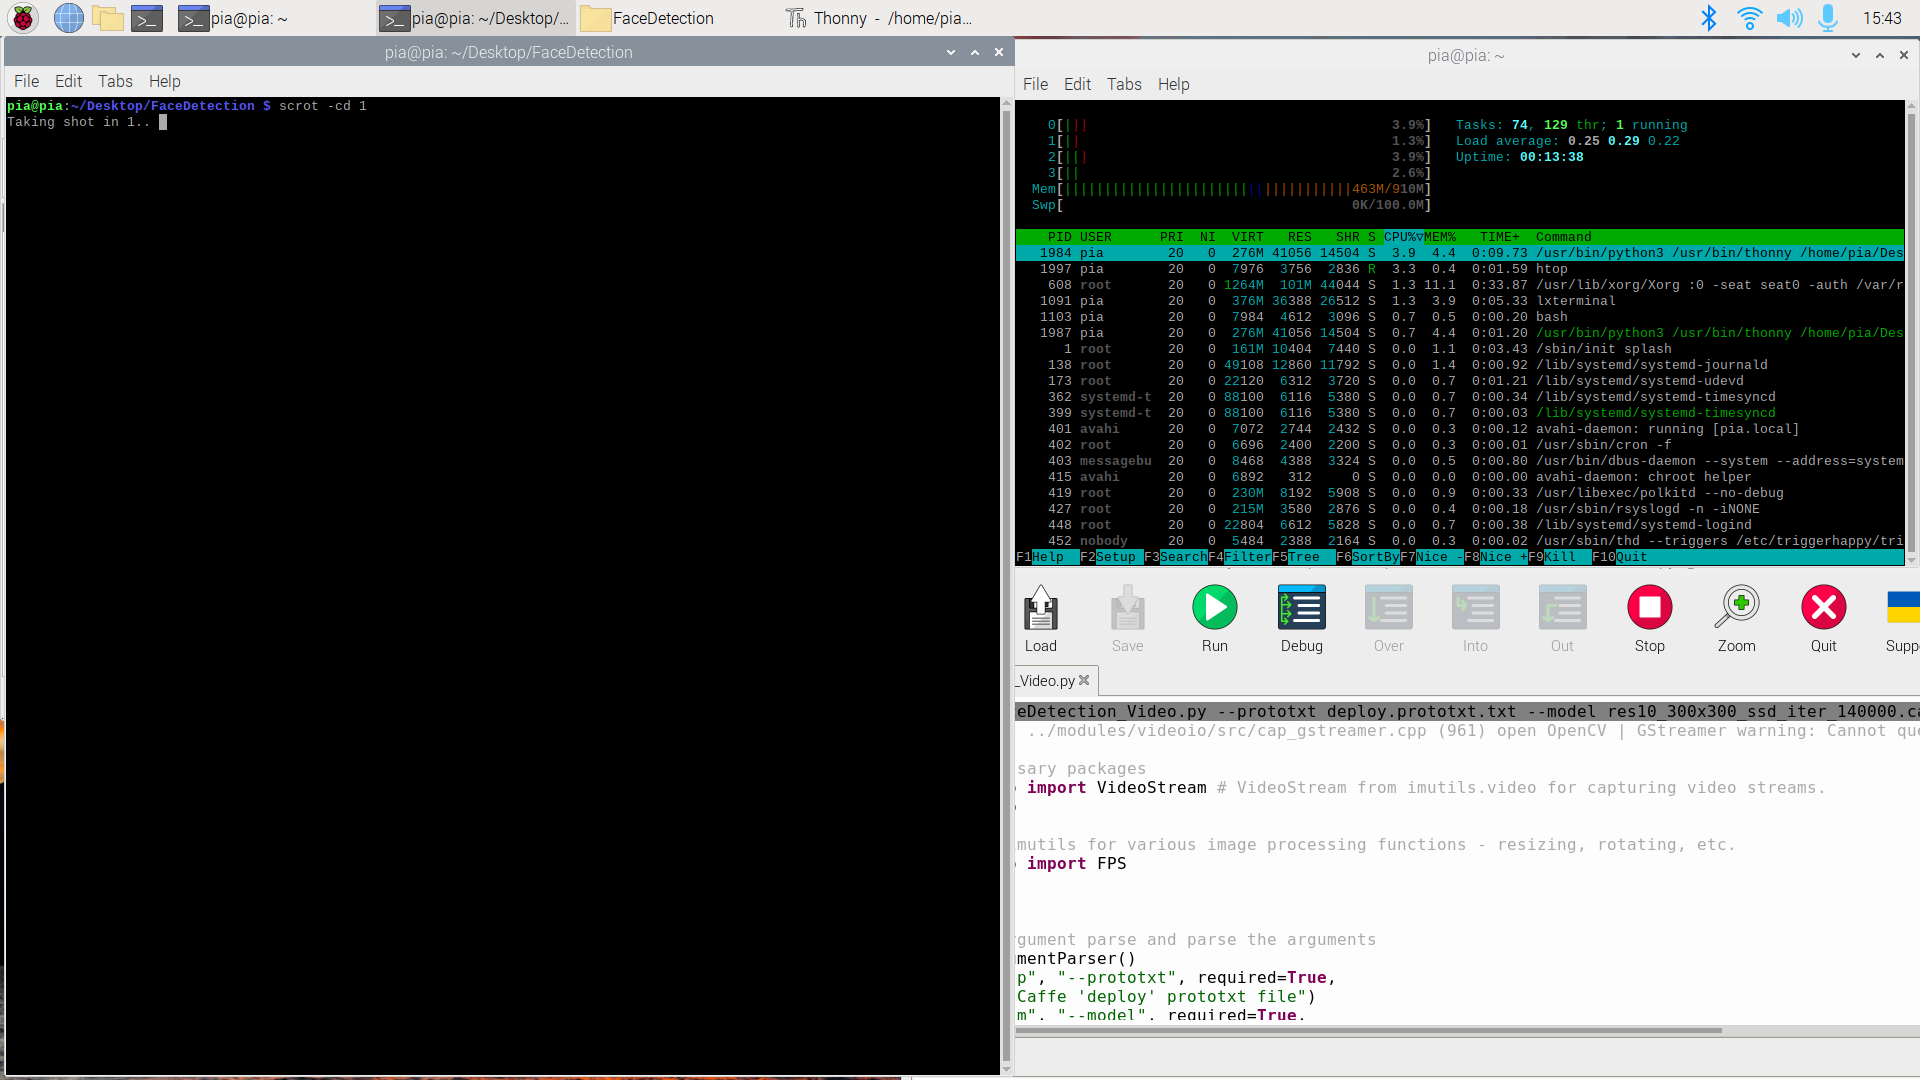 pia@pia: ~
pia@pia: ~/Desktop/...
FaceDetection
Thonny - /home/pia...
15:43
pia@pia: ~/Desktop/FaceDetection
File Edit Tabs Help
pia@pia:~/Desktop/FaceDetection $ scrot -cd 1
Taking shot in 1..
pia@pia: ~
File Edit Tabs Help
0[||| 3.9%] Tasks: 74, 129 thr; 1 running
1[|| 1.3%] Load average: 0.25 0.29 0.22
2[||| 3.9%] Uptime: 00:13:38
3[|| 2.6%]
Mem[|||||||||||||||||||||||||||||||||||463M/910M]
Swp[ 0K/100.0M]
PID USER PRI NI VIRT RES SHR S CPU%▽MEM% TIME+ Command
1984 pia 20 0 276M 41056 14504 S 3.9 4.4 0:09.73 /usr/bin/python3 /usr/bin/thonny /home/pia/Des
1997 pia 20 0 7976 3756 2836 R 3.3 0.4 0:01.59 htop
608 root 20 0 1264M 101M 44044 S 1.3 11.1 0:33.87 /usr/lib/xorg/Xorg :0 -seat seat0 -auth /var/r
1091 pia 20 0 376M 36388 26512 S 1.3 3.9 0:05.33 lxterminal
1103 pia 20 0 7984 4612 3096 S 0.7 0.5 0:00.20 bash
1987 pia 20 0 276M 41056 14504 S 0.7 4.4 0:01.20 /usr/bin/python3 /usr/bin/thonny /home/pia/Des
1 root 20 0 161M 10404 7440 S 0.0 1.1 0:03.43 /sbin/init splash
138 root 20 0 49108 12860 11792 S 0.0 1.4 0:00.92 /lib/systemd/systemd-journald
173 root 20 0 22120 6312 3720 S 0.0 0.7 0:01.21 /lib/systemd/systemd-udevd
362 systemd-t 20 0 88100 6116 5380 S 0.0 0.7 0:00.34 /lib/systemd/systemd-timesyncd
399 systemd-t 20 0 88100 6116 5380 S 0.0 0.7 0:00.03 /lib/systemd/systemd-timesyncd
401 avahi 20 0 7072 2744 2432 S 0.0 0.3 0:00.12 avahi-daemon: running [pia.local]
402 root 20 0 6696 2400 2200 S 0.0 0.3 0:00.01 /usr/sbin/cron -f
403 messagebu 20 0 8468 4388 3324 S 0.0 0.5 0:00.80 /usr/bin/dbus-daemon --system --address=system
415 avahi 20 0 6892 312 0 S 0.0 0.0 0:00.00 avahi-daemon: chroot helper
419 root 20 0 230M 8192 5908 S 0.0 0.9 0:00.33 /usr/libexec/polkitd --no-debug
427 root 20 0 215M 3580 2876 S 0.0 0.4 0:00.18 /usr/sbin/rsyslogd -n -iNONE
448 root 20 0 22804 6612 5828 S 0.0 0.7 0:00.38 /lib/systemd/systemd-logind
452 nobody 20 0 5484 2388 2164 S 0.0 0.3 0:00.02 /usr/sbin/thd --triggers /etc/triggerhappy/tri
F1Help F2Setup F3SearchF4FilterF5Tree F6SortByF7Nice -F8Nice +F9Kill F10Quit
Load Save Run Debug Over Into Out Stop Zoom Quit Supp
_Video.py
eDetection_Video.py --prototxt deploy.prototxt.txt --model res10_300x300_ssd_iter_140000.ca
../modules/videoio/src/cap_gstreamer.cpp (961) open OpenCV | GStreamer warning: Cannot que
sary packages
import VideoStream # VideoStream from imutils.video for capturing video streams.
imutils for various image processing functions - resizing, rotating, etc.
import FPS
gument parse and parse the arguments
mentParser()
p", "--prototxt", required=True,
Caffe 'deploy' prototxt file")
m", "--model", required=True,